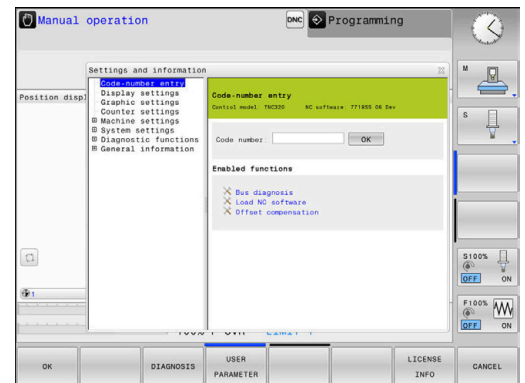 Manual operation
DNC
Programming
Position disp
Settings and information
Code-number entry
Display settings
Graphic settings
Counter settings
Machine settings
System settings
Diagnostic functions
General information
Code-number entry
Control model: TNC320 NC software: 771855 06 Dev
Code number:
OK
Enabled functions
Bus diagnosis
Load NC software
Offset compensation
M
S
S100%
OFF ON
F100%
OFF ON
1
OK
DIAGNOSIS
USER
PARAMETER
LICENSE
INFO
CANCEL